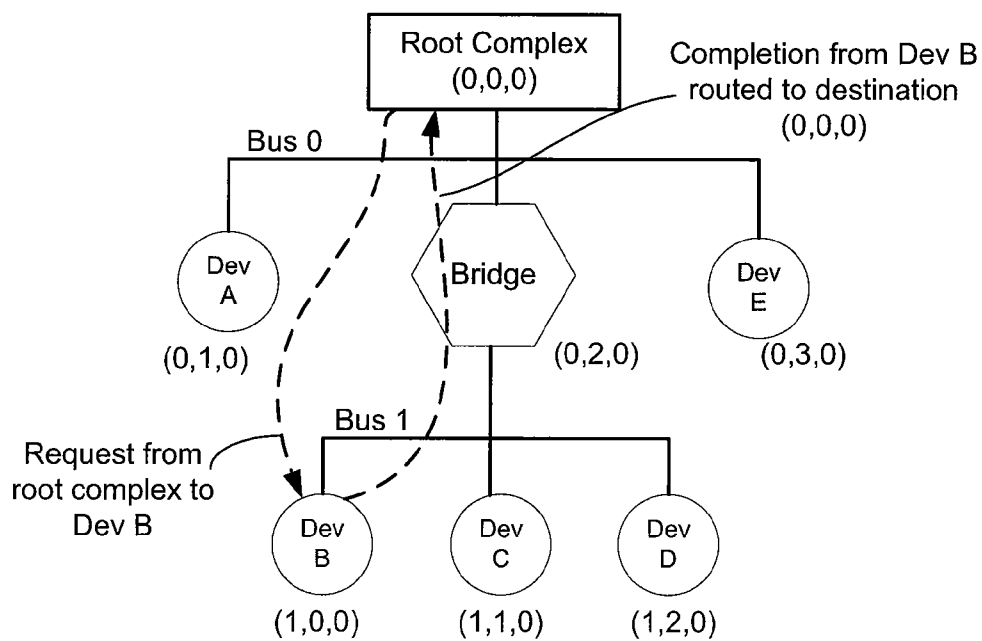 Root Complex
(0,0,0)
Completion from Dev B
routed to destination
(0,0,0)
Bus 0
Dev
A
(0,1,0)
Bridge
(0,2,0)
Dev
E
(0,3,0)
Bus 1
Request from
root complex to
Dev B
Dev
B
(1,0,0)
Dev
C
(1,1,0)
Dev
D
(1,2,0)